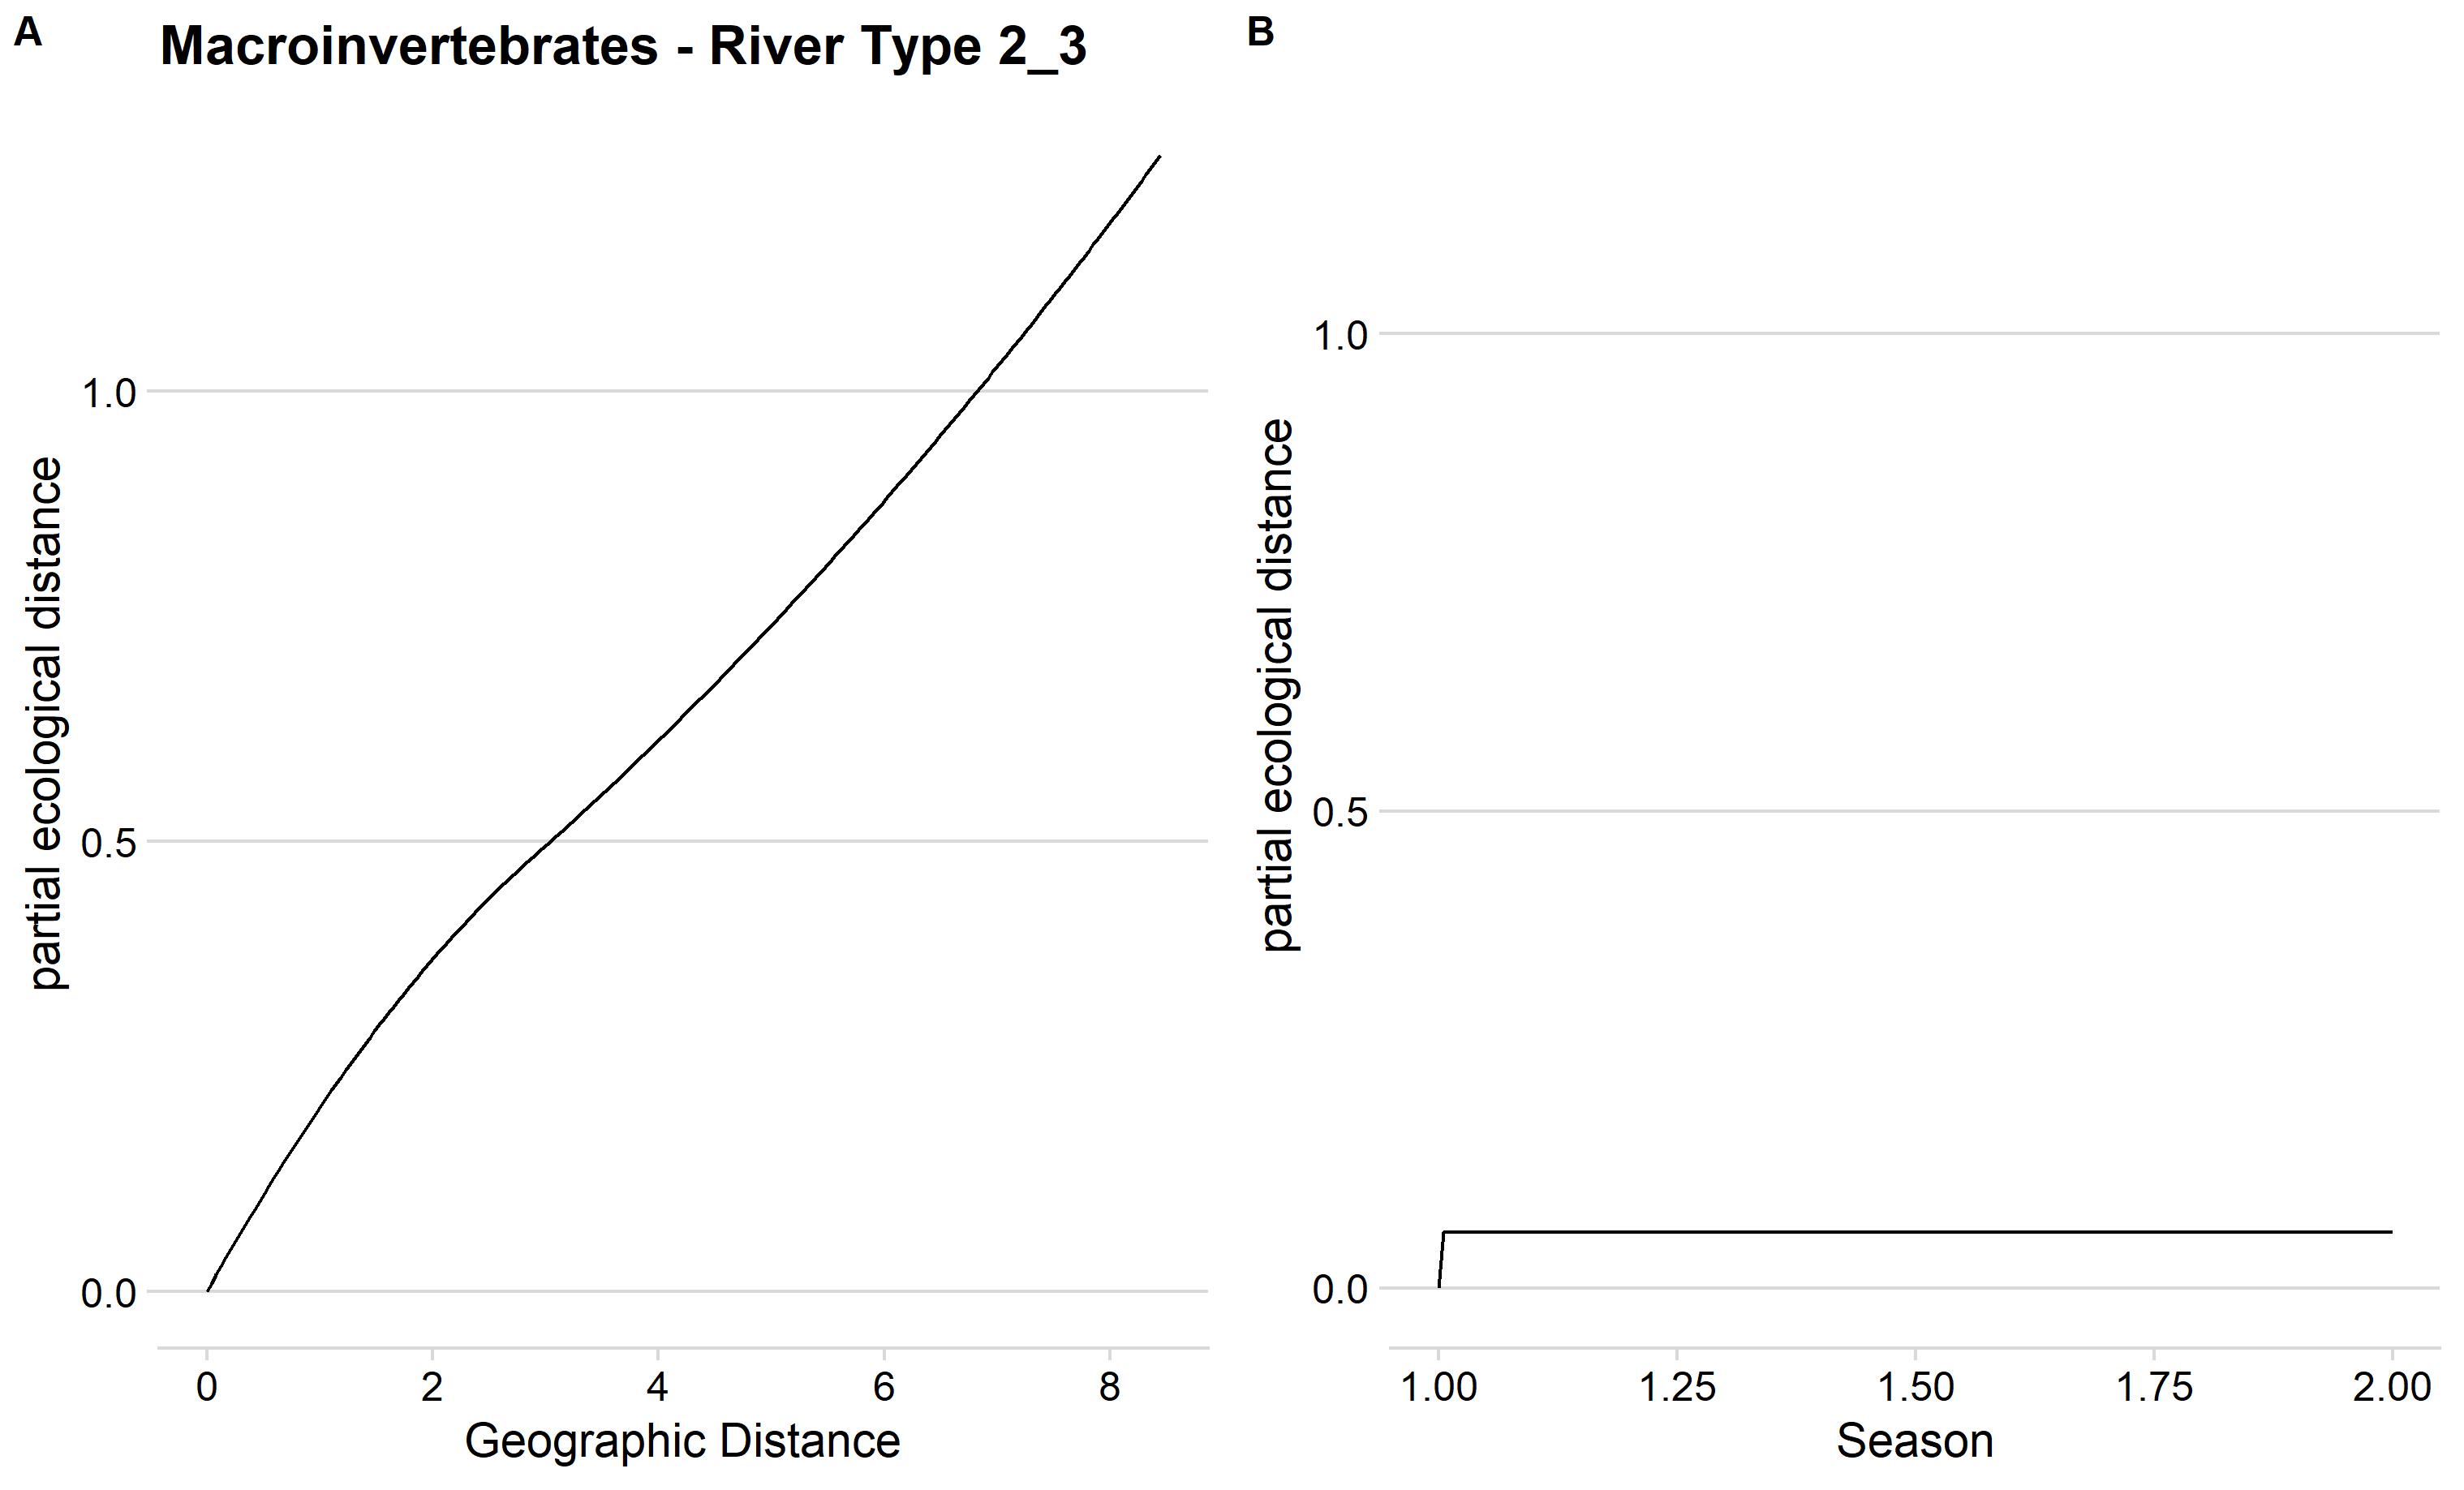 A
Macroinvertebrates - River Type 2_3
partial ecological distance
1.0
0.5
0.0
0 2 4 6 8
Geographic Distance
B
partial ecological distance
1.0
0.5
0.0
1.00 1.25 1.50 1.75 2.00
Season